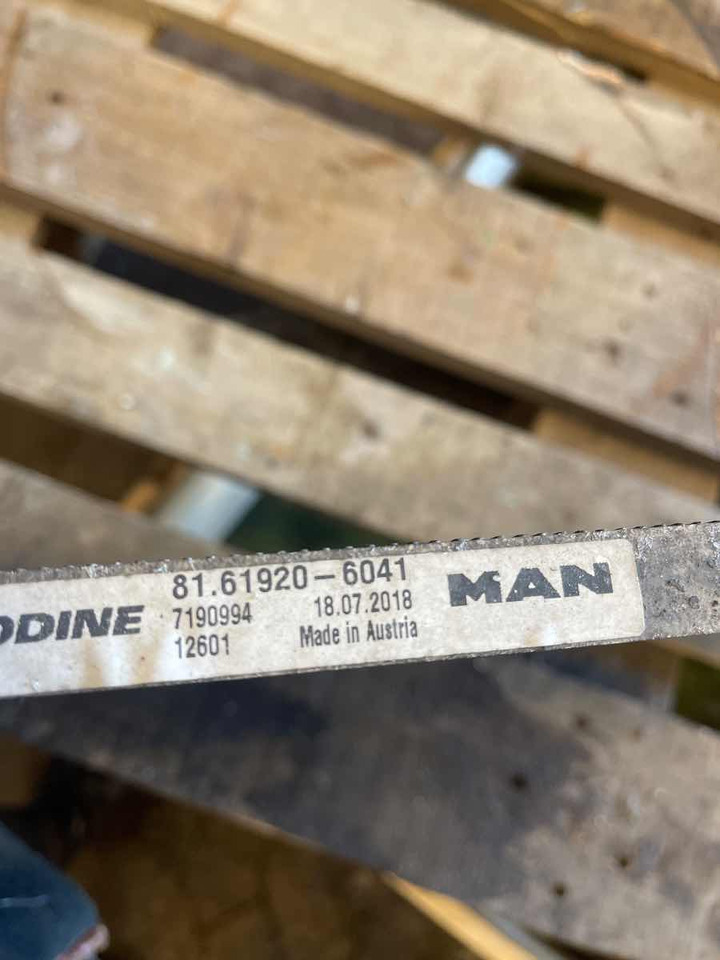 ODINE 81.61920-6041 MAN
7190994 18.07.2018
12601 Made in Austria